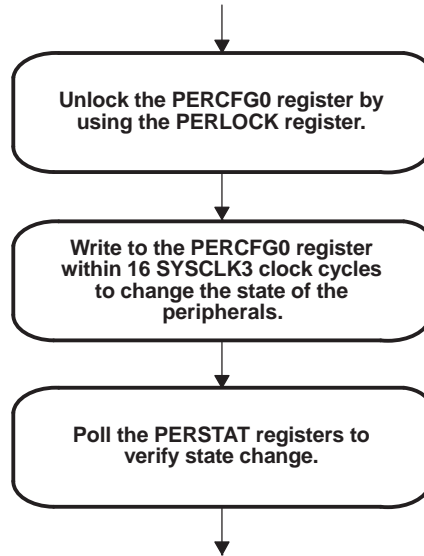 Unlock the PERCFG0 register by
using the PERLOCK register.
Write to the PERCFG0 register
within 16 SYSCLK3 clock cycles
to change the state of the
peripherals.
Poll the PERSTAT registers to
verify state change.